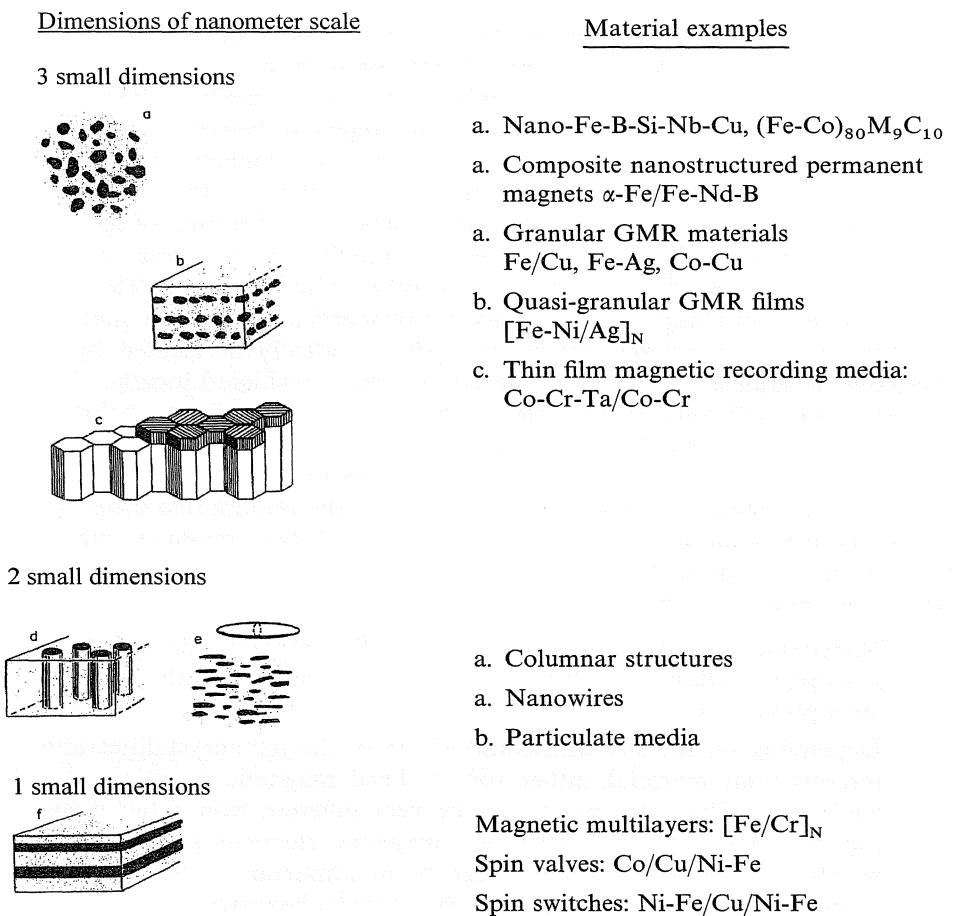 Dimensions of nanometer scale
Material examples
3 small dimensions
a
a. Nano-Fe-B-Si-Nb-Cu, (Fe-Co)₈₀M₉C₁₀
a. Composite nanostructured permanent
magnets α-Fe/Fe-Nd-B
a. Granular GMR materials
Fe/Cu, Fe-Ag, Co-Cu
b
b. Quasi-granular GMR films
[Fe-Ni/Ag]N
c. Thin film magnetic recording media:
Co-Cr-Ta/Co-Cr
c
2 small dimensions
d
e
a. Columnar structures
a. Nanowires
b. Particulate media
1 small dimensions
f
Magnetic multilayers: [Fe/Cr]N
Spin valves: Co/Cu/Ni-Fe
Spin switches: Ni-Fe/Cu/Ni-Fe